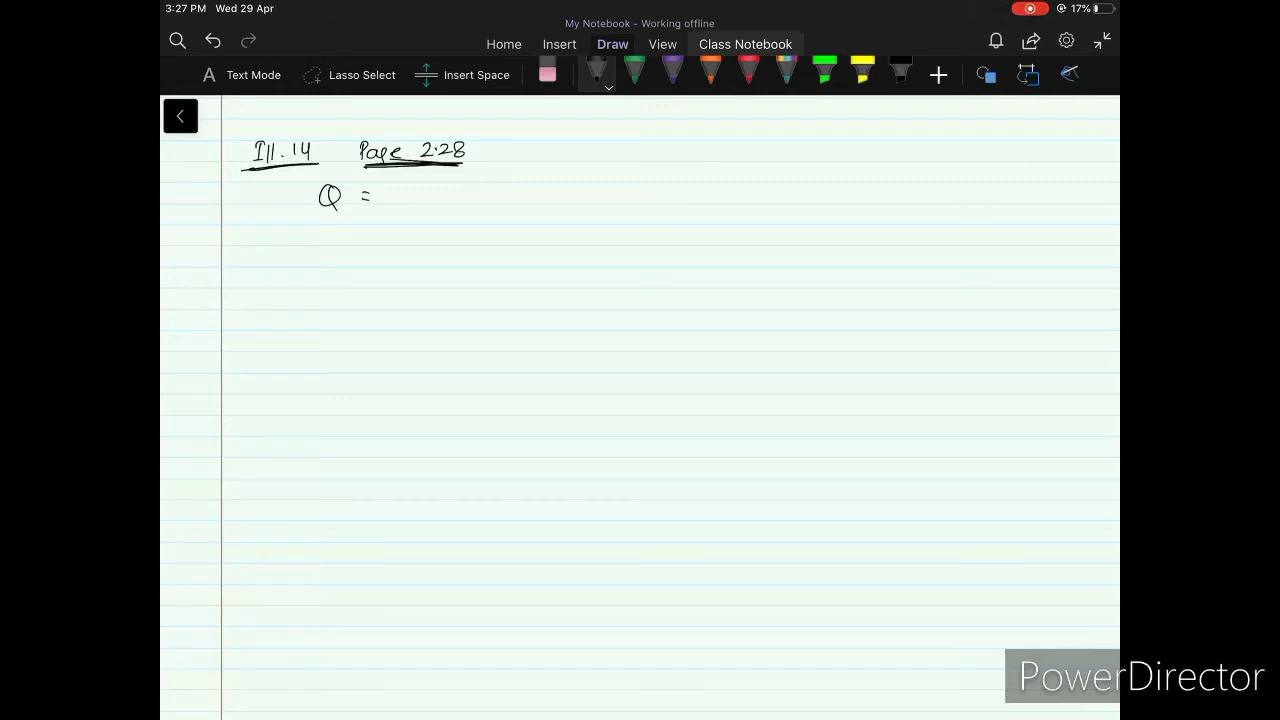 3:27 PM Wed 29 Apr 17%
My Notebook - Working offline
Home Insert Draw View Class Notebook
A Text Mode Lasso Select Insert Space
Ill. 14 Page 2.28
Q =
PowerDirector